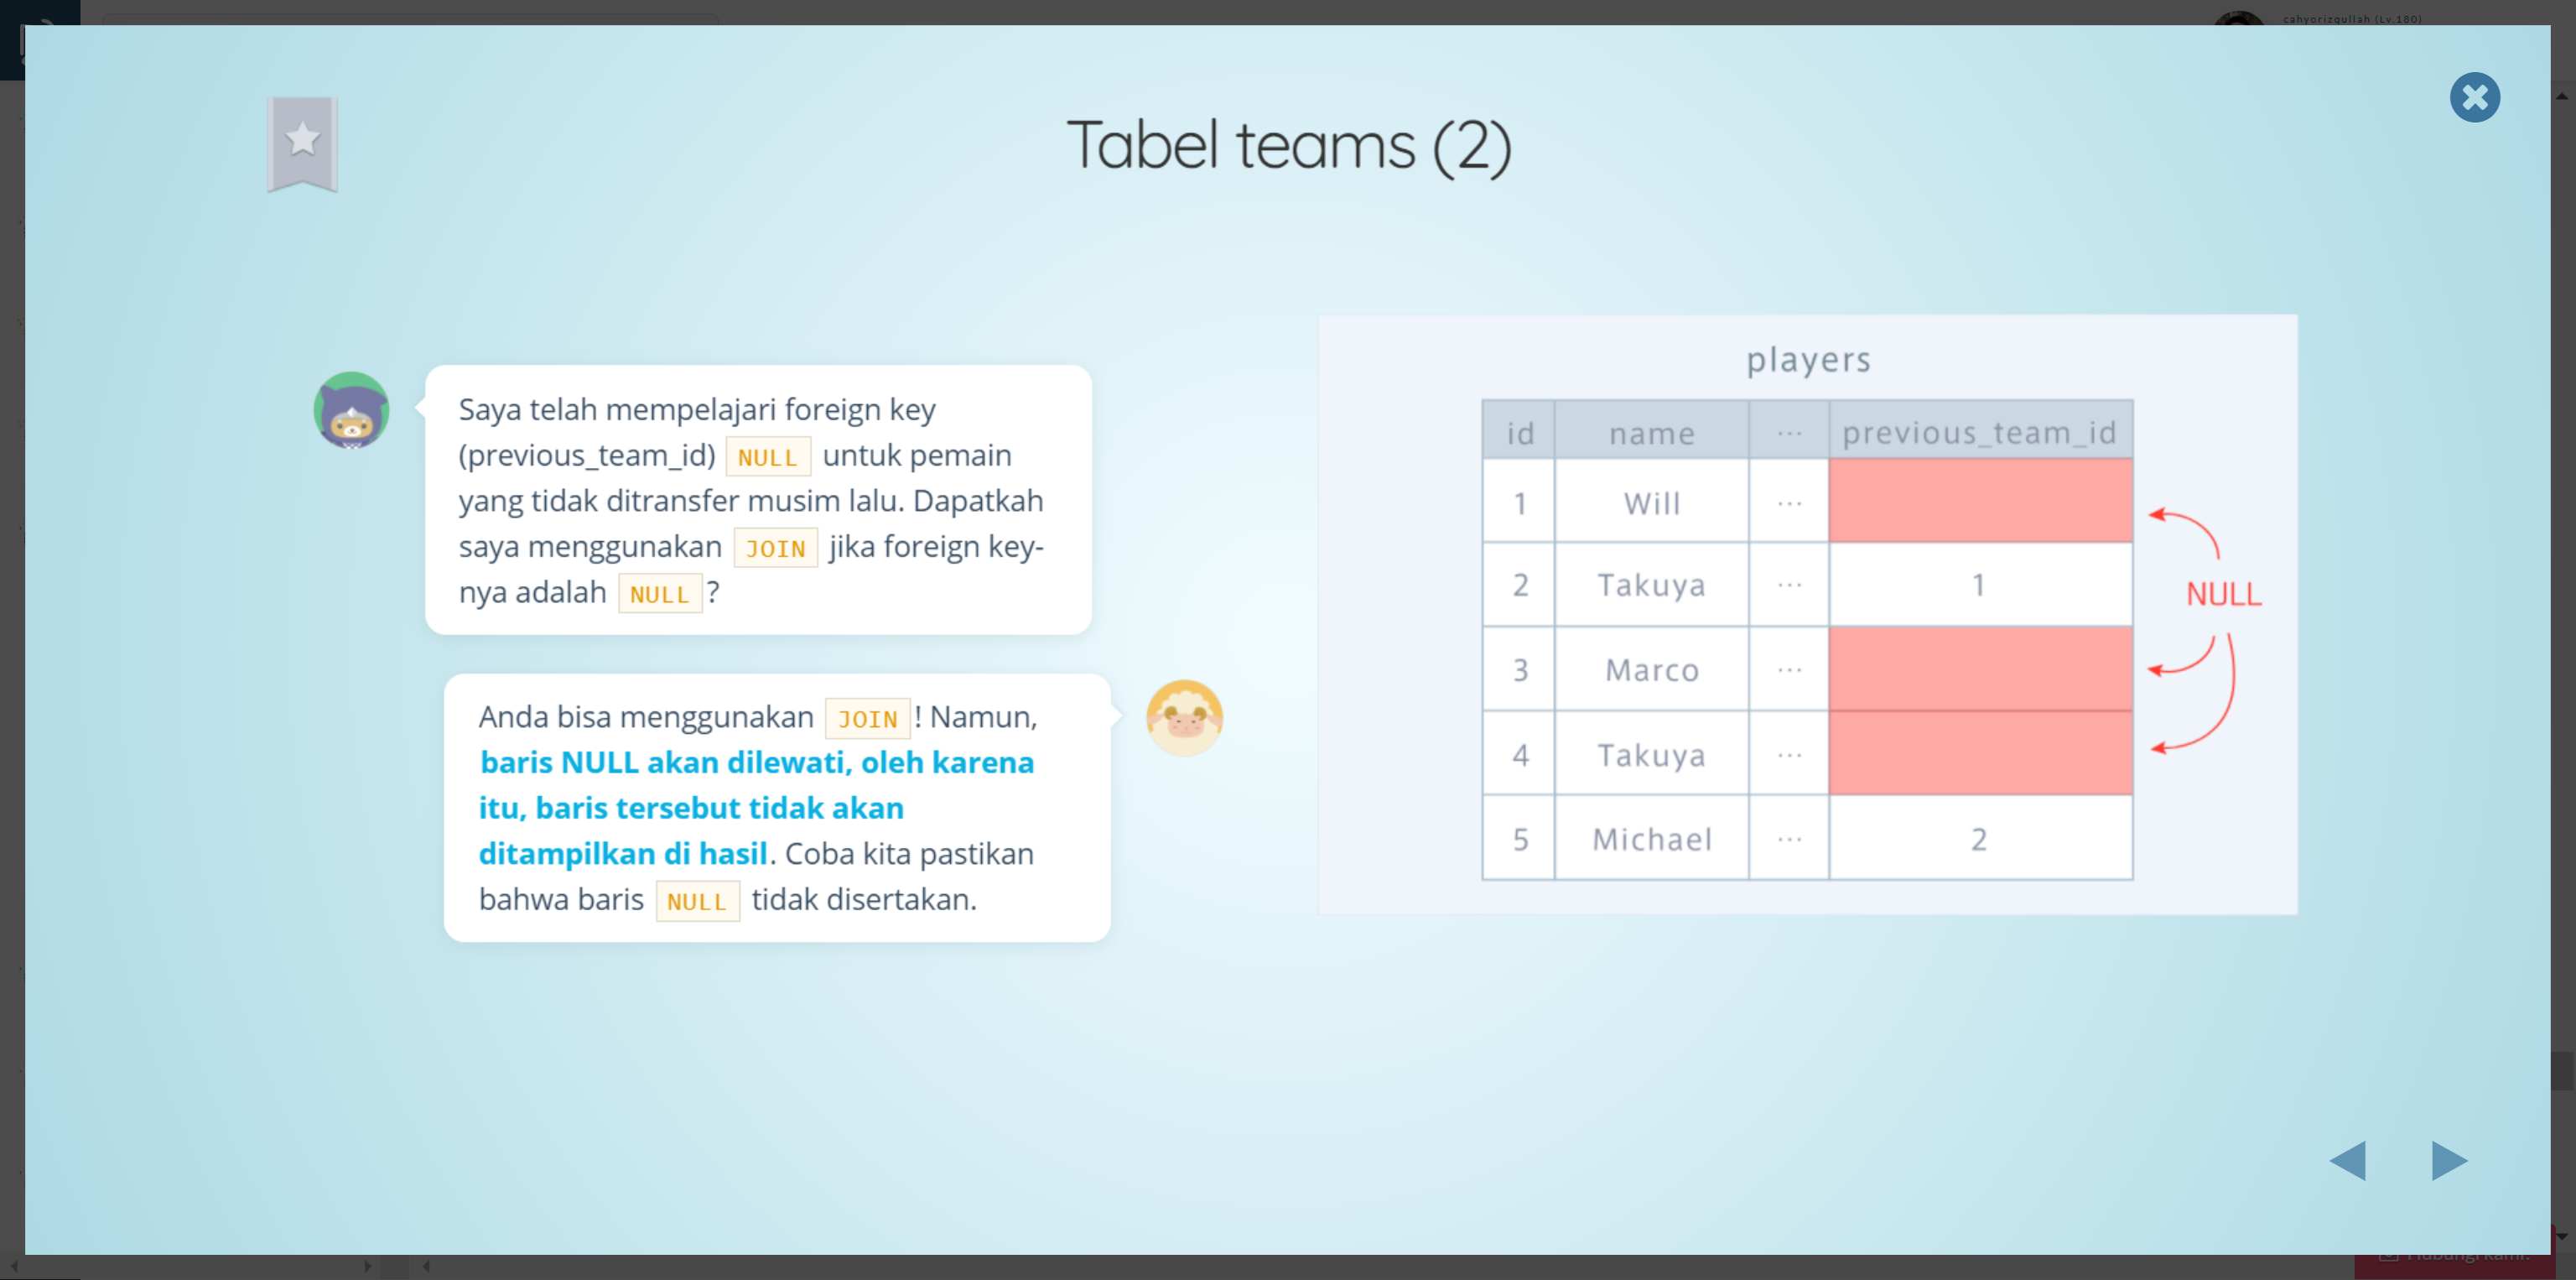 cahyorizqullah (Lv.180)
Tabel teams (2)
Saya telah mempelajari foreign key
(previous_team_id) NULL untuk pemain
yang tidak ditransfer musim lalu. Dapatkah
saya menggunakan JOIN jika foreign key-
nya adalah NULL ?
Anda bisa menggunakan JOIN ! Namun,
baris NULL akan dilewati, oleh karena
itu, baris tersebut tidak akan
ditampilkan di hasil. Coba kita pastikan
bahwa baris NULL tidak disertakan.
players
id name ... previous_team_id
1 Will ...
2 Takuya ... 1
3 Marco ...
4 Takuya ...
5 Michael ... 2
NULL